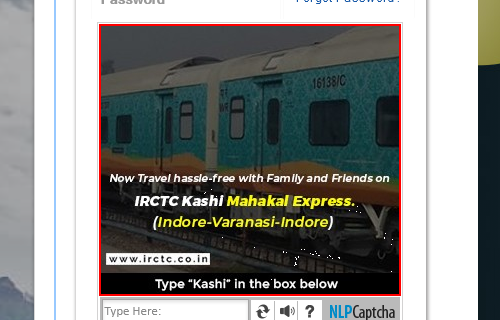 Password
Forgot Password?
16138/C
Now Travel hassle-free with Family and Friends on
IRCTC Kashi Mahakal Express.
(Indore-Varanasi-Indore)
www.irctc.co.in
Type "Kashi" in the box below
Type Here:
?
NLPCaptcha